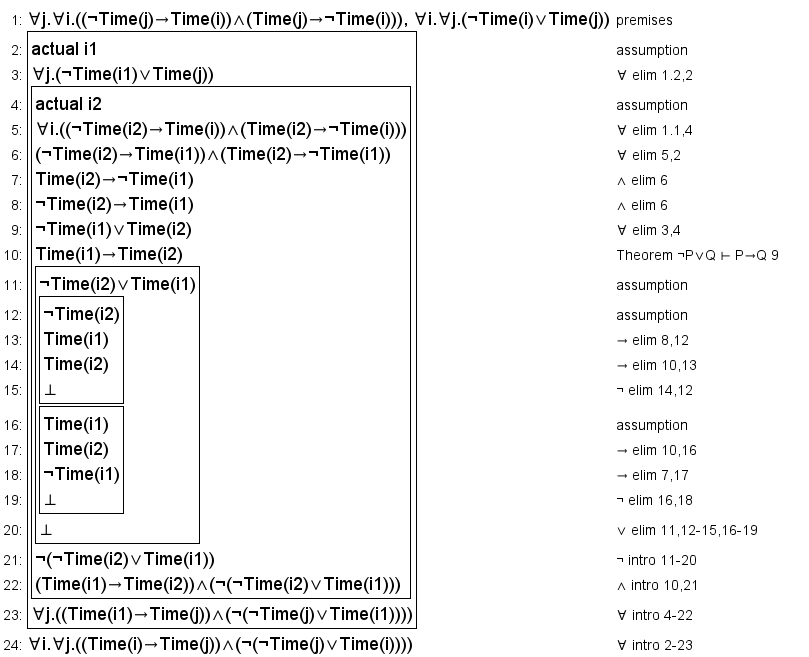 1: ∀j.∀i.((¬Time(j)→Time(i))∧(Time(j)→¬Time(i))), ∀i.∀j.(¬Time(i)∨Time(j)) premises
2: actual i1 assumption
3: ∀j.(¬Time(i1)∨Time(j)) ∀ elim 1.2,2
4: actual i2 assumption
5: ∀i.((¬Time(i2)→Time(i))∧(Time(i2)→¬Time(i))) ∀ elim 1.1,4
6: (¬Time(i2)→Time(i1))∧(Time(i2)→¬Time(i1)) ∀ elim 5,2
7: Time(i2)→¬Time(i1) ∧ elim 6
8: ¬Time(i2)→Time(i1) ∧ elim 6
9: ¬Time(i1)∨Time(i2) ∀ elim 3,4
10: Time(i1)→Time(i2) Theorem ¬P∨Q ⊢ P→Q 9
11: ¬Time(i2)∨Time(i1) assumption
12: ¬Time(i2) assumption
13: Time(i1) → elim 8,12
14: Time(i2) → elim 10,13
15: ⊥ ¬ elim 14,12
16: Time(i1) assumption
17: Time(i2) → elim 10,16
18: ¬Time(i1) → elim 7,17
19: ⊥ ¬ elim 16,18
20: ⊥ ∨ elim 11,12-15,16-19
21: ¬(¬Time(i2)∨Time(i1)) ¬ intro 11-20
22: (Time(i1)→Time(i2))∧(¬(¬Time(i2)∨Time(i1))) ∧ intro 10,21
23: ∀j.((Time(i1)→Time(j))∧(¬(¬Time(j)∨Time(i1)))) ∀ intro 4-22
24: ∀i.∀j.((Time(i)→Time(j))∧(¬(¬Time(j)∨Time(i)))) ∀ intro 2-23